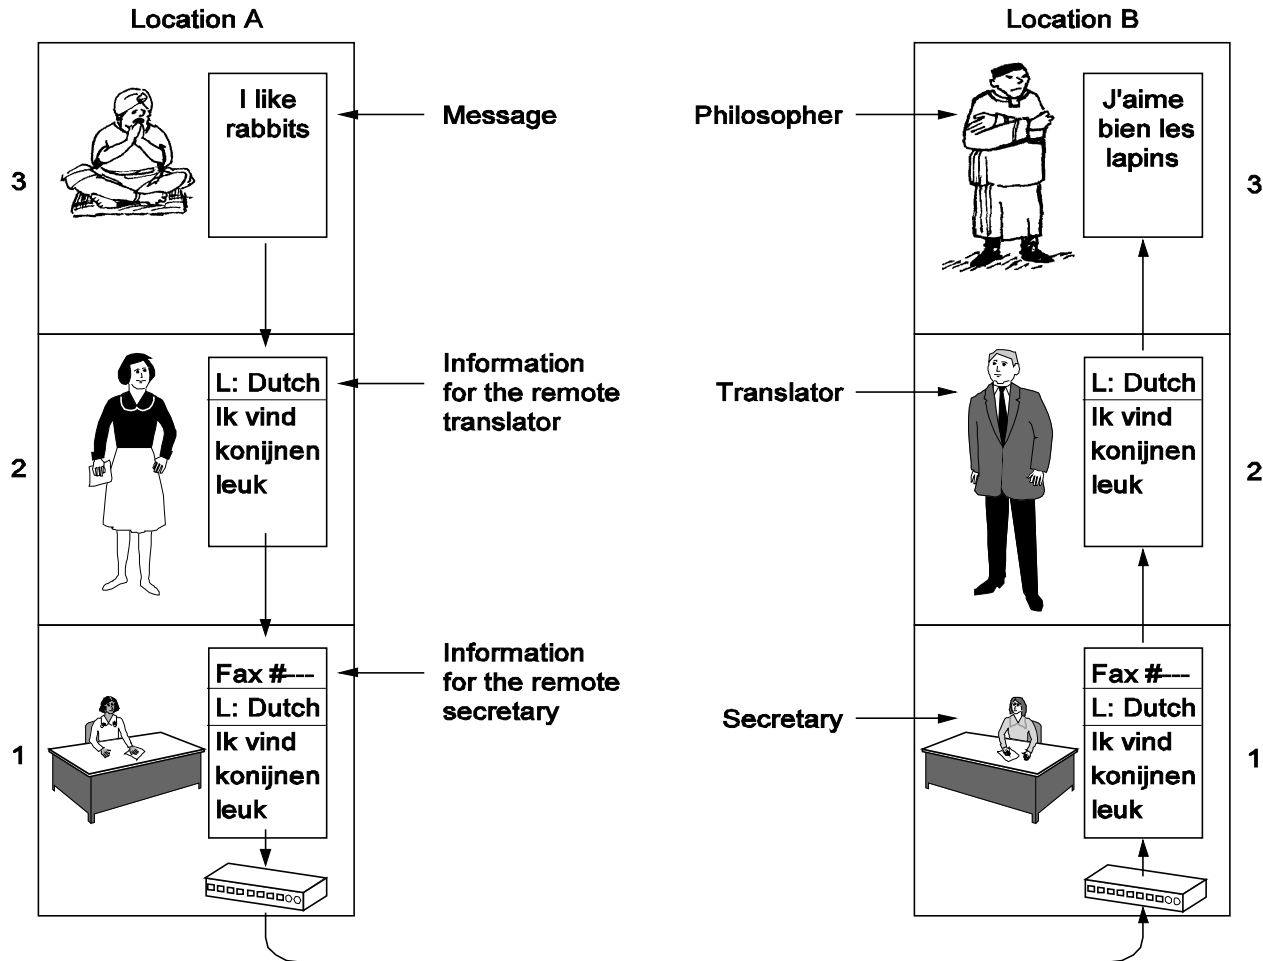 Location A
Location B
I like
rabbits
Message
Philosopher
J'aime
bien les
lapins
3
3
L: Dutch
Ik vind
konijnen
leuk
Information
for the remote
translator
Translator
L: Dutch
Ik vind
konijnen
leuk
2
2
Fax #---
L: Dutch
Ik vind
konijnen
leuk
Information
for the remote
secretary
Secretary
Fax #---
L: Dutch
Ik vind
konijnen
leuk
1
1